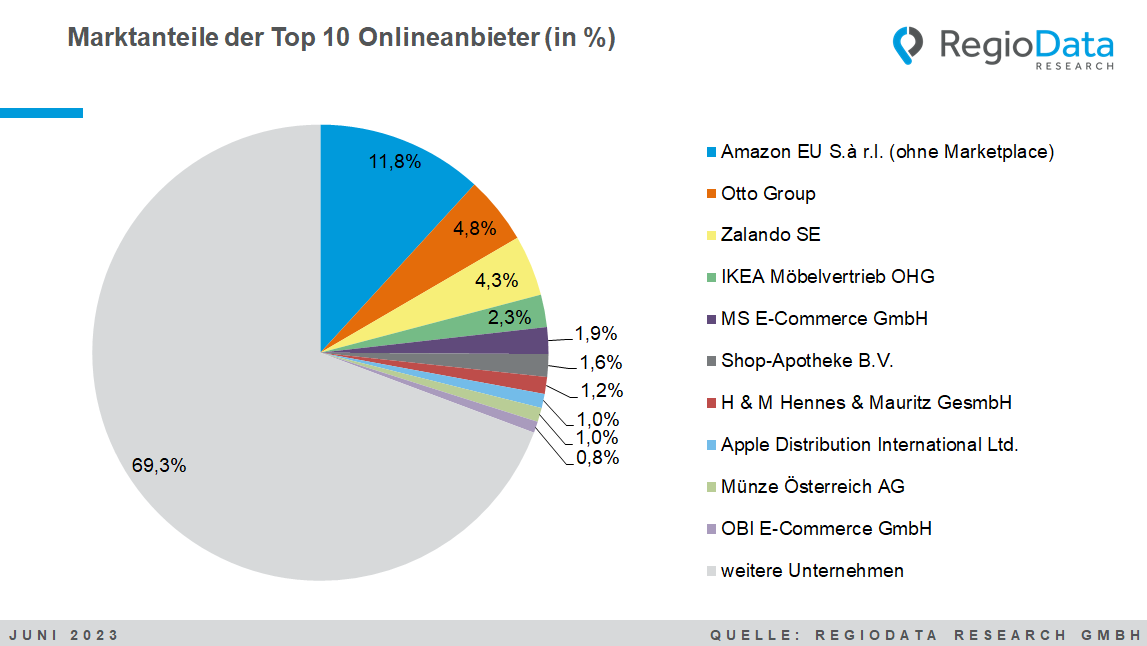 Marktanteile der Top 10 Onlineanbieter (in %)
RegioData
RESEARCH
11,8%
4,8%
4,3%
2,3%
1,9%
1,6%
1,2%
1,0%
1,0%
0,8%
69,3%
Amazon EU S.à r.l. (ohne Marketplace)
Otto Group
Zalando SE
IKEA Möbelvertrieb OHG
MS E-Commerce GmbH
Shop-Apotheke B.V.
H & M Hennes & Mauritz GesmbH
Apple Distribution International Ltd.
Münze Österreich AG
OBI E-Commerce GmbH
weitere Unternehmen
JUNI 2023
QUELLE: REGIODATA RESEARCH GMBH